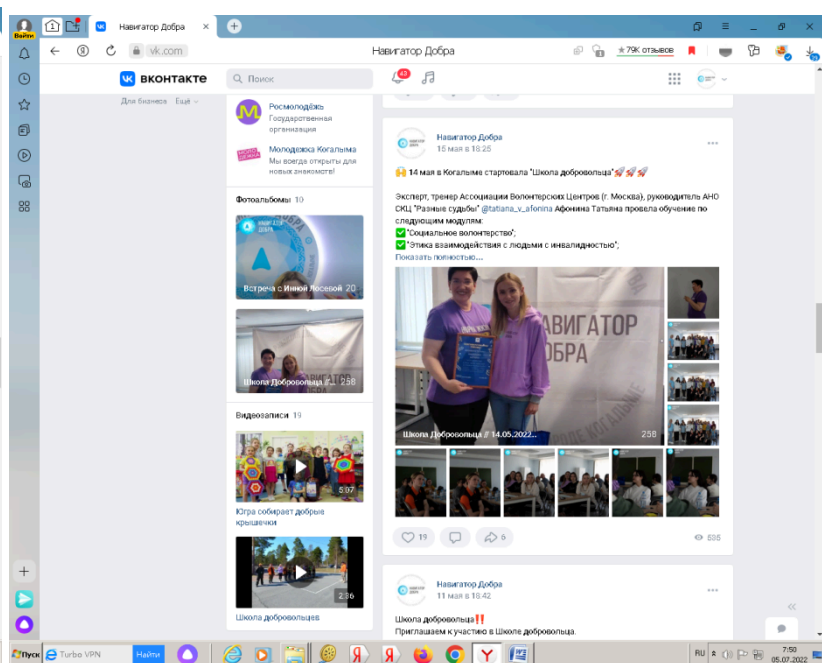 Войти
1
Навигатор Добра
vk.com
Навигатор Добра
★79K отзывов
вконтакте
Поиск
43
Для бизнеса Ещё
Росмолодёжь
Государственная
организация
Молодежка Когалыма
Мы всегда открыты для
новых знакомств!
Фотоальбомы 10
Встреча с Инной Лосевой 20
Школа Добровольца //... 258
Видеозаписи 19
5:07
Югра собирает добрые
крышечки
2:36
Школа добровольцев
Навигатор Добра
15 мая в 18:25
14 мая в Когалыме стартовала "Школа добровольца"
Эксперт, тренер Ассоциации Волонтерских Центров (г. Москва), руководитель АНО
СКЦ "Разные судьбы" @tatiana_v_afonina Афонина Татьяна провела обучение по
следующим модулям:
"Социальное волонтерство";
"Этика взаимодействия с людьми с инвалидностью";
Показать полностью...
АВИГАТОР
ОБРА
Школа Добровольца // 14.05.2022...
258
19
6
535
Навигатор Добра
11 мая в 18:42
Школа добровольца‼
Приглашаем к участию в Школе добровольца.
Пуск
Turbo VPN
Найти
RU
7:50
05.07.2022